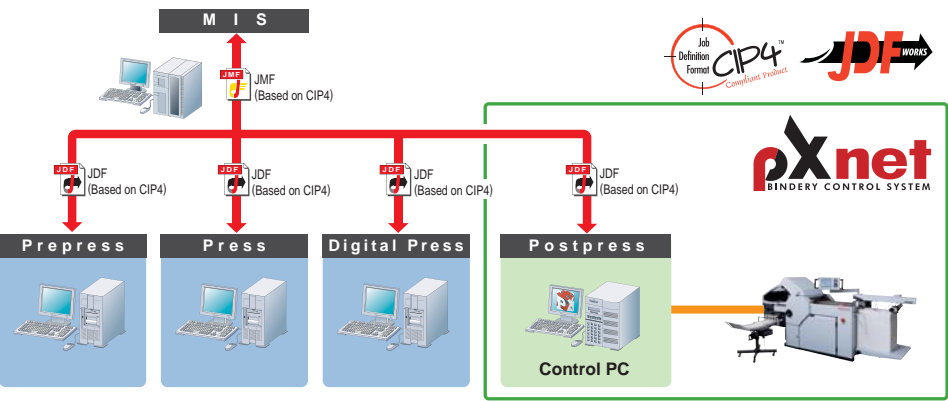 M I S
JMF
JMF
(Based on CIP4)
Job
Definition
Format
CIP4™
Compliant Product
JDF WORKS
JDF
JDF
(Based on CIP4)
JDF
JDF
(Based on CIP4)
JDF
JDF
(Based on CIP4)
JDF
JDF
(Based on CIP4)
pXnet
BINDERY CONTROL SYSTEM
Prepress
Press
Digital Press
Postpress
Control PC